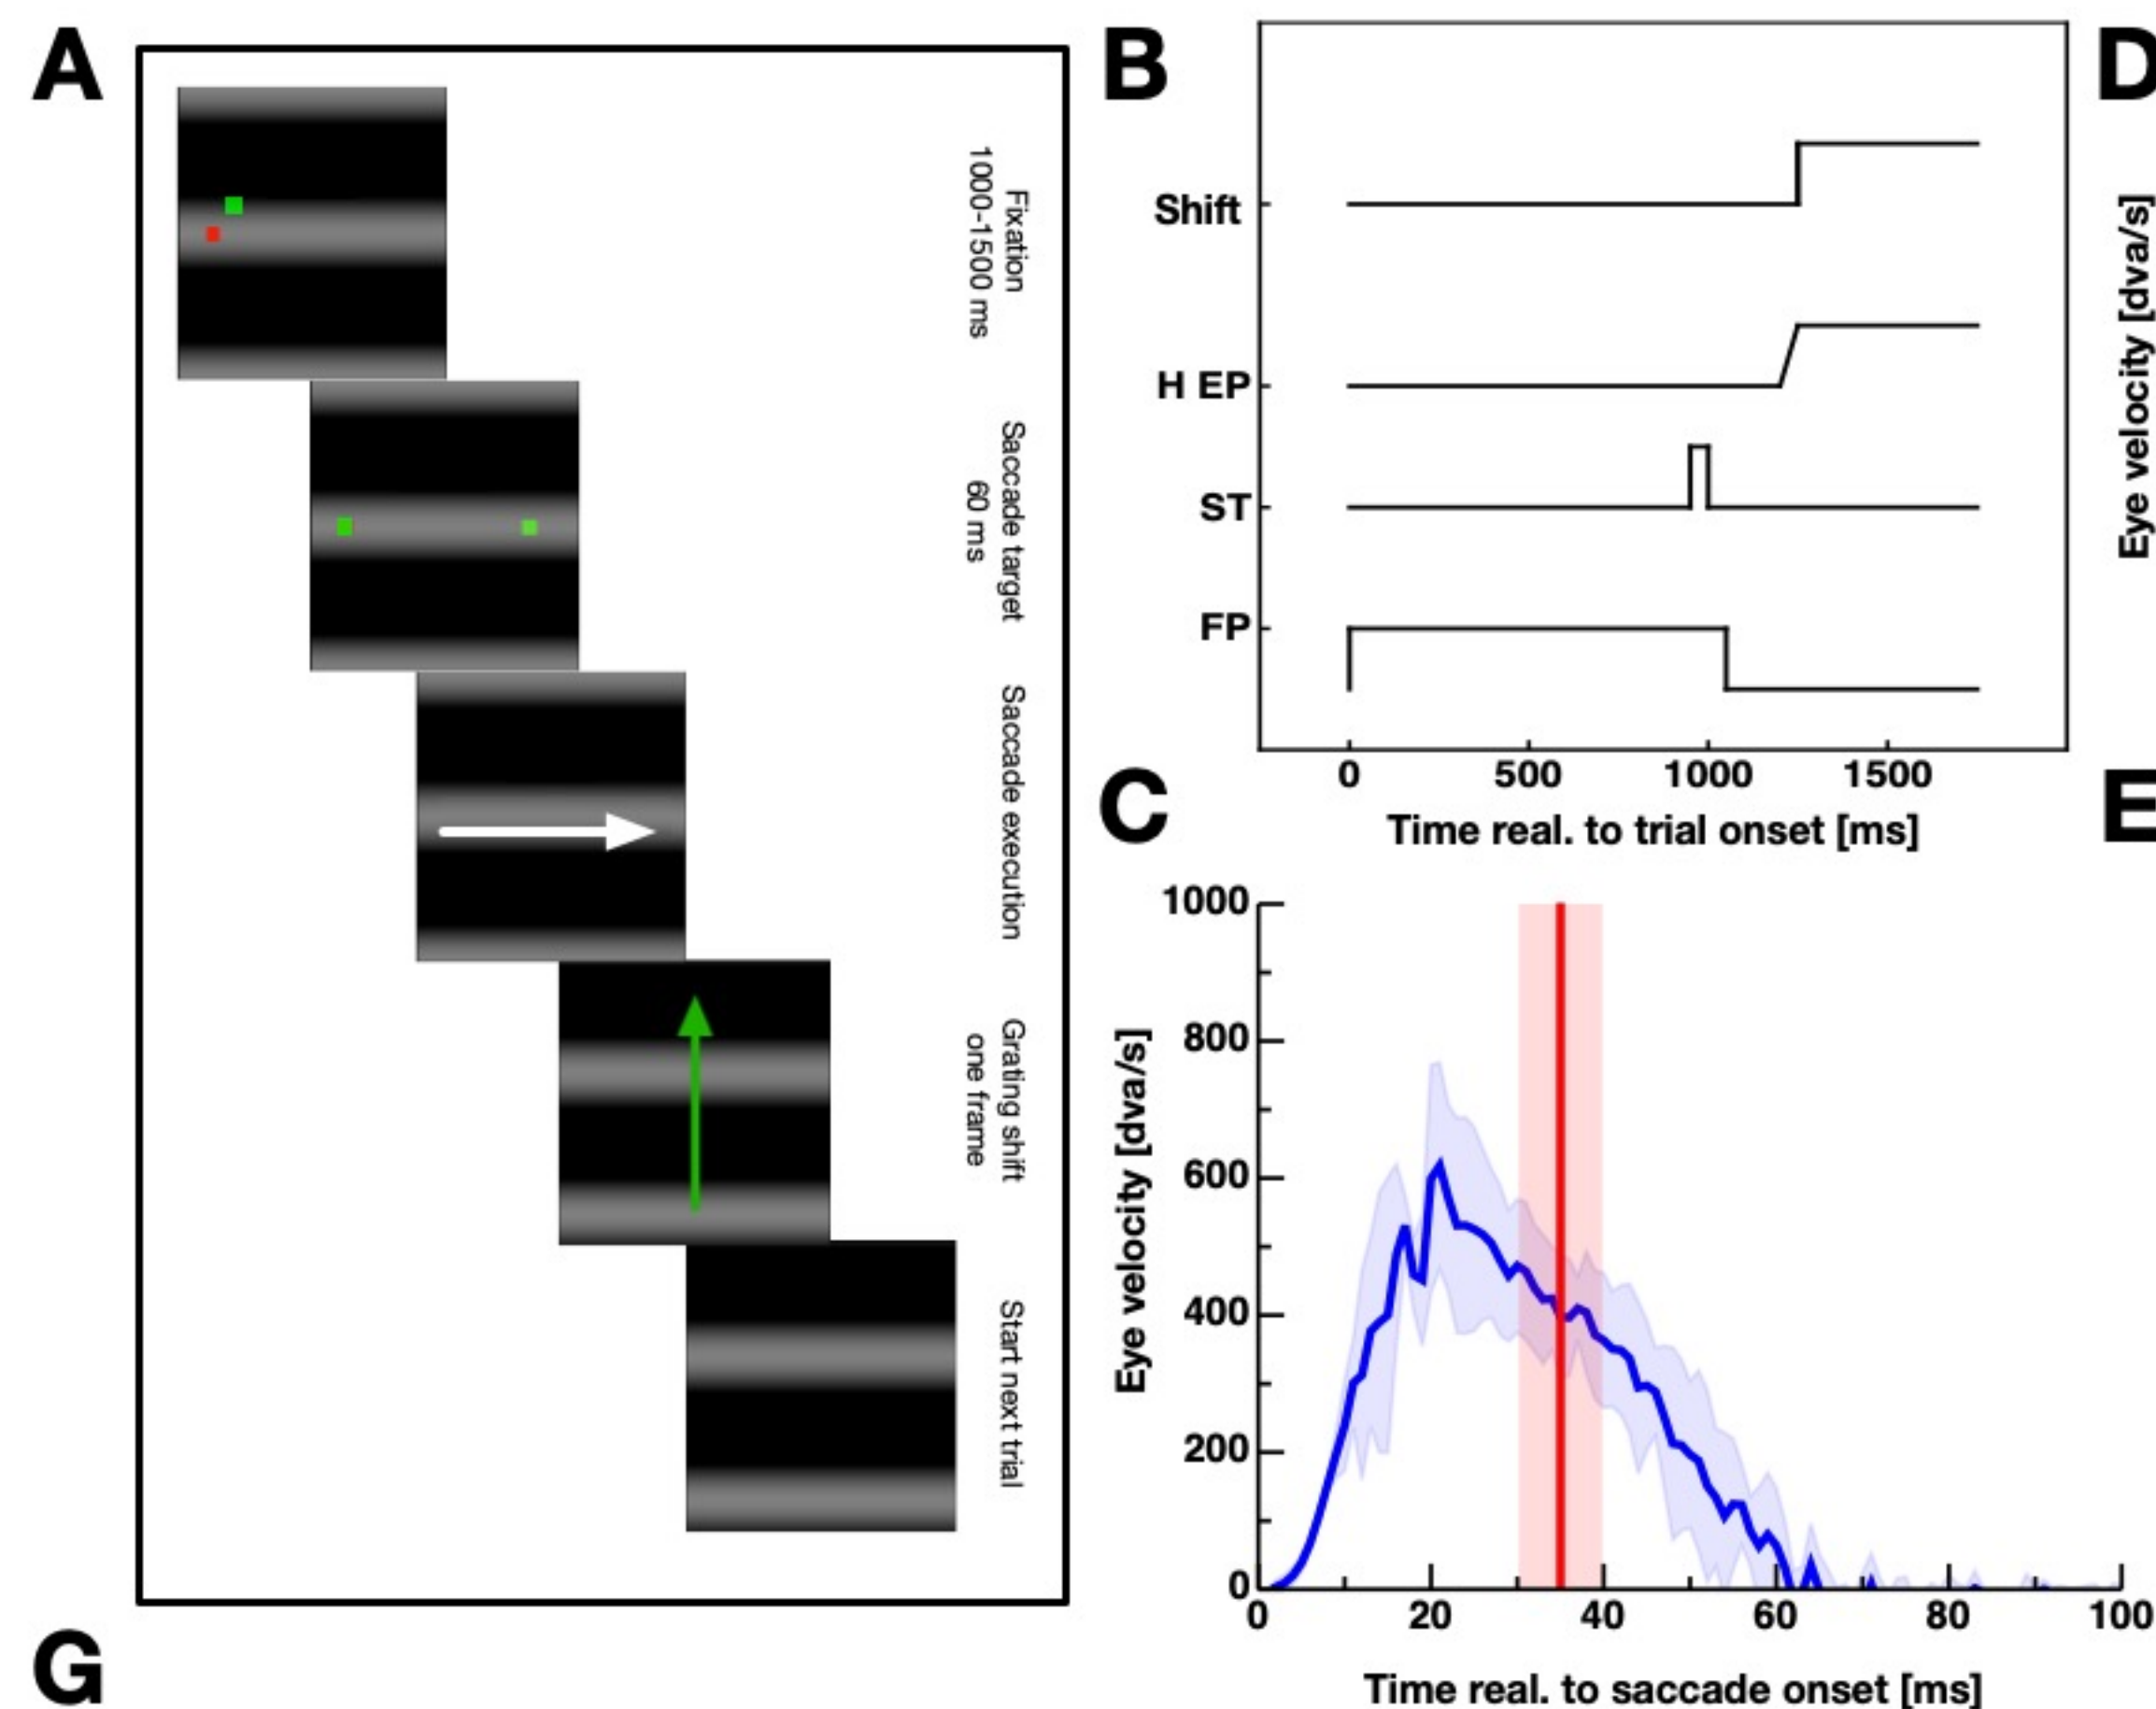 A
Fixation
1000-1500 ms
Saccade target
60 ms
Saccade execution
Grating shift
one frame
Start next trial
B
Shift
H EP
ST
FP
0 500 1000 1500
Time real. to trial onset [ms]
D
Eye velocity [dva/s]
C
1000
800
600
400
200
0
Eye velocity [dva/s]
0 20 40 60 80 100
Time real. to saccade onset [ms]
E
G